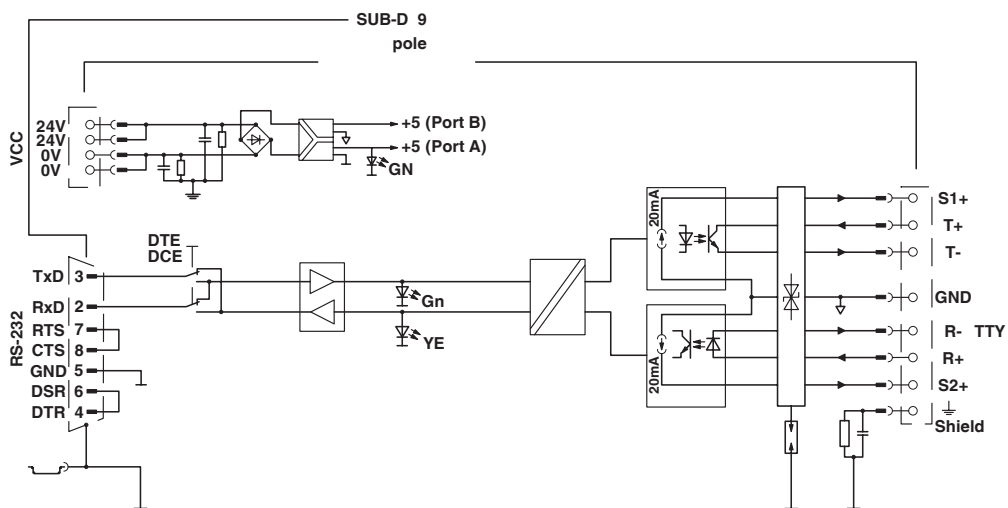 SUB-D 9
pole
VCC
24V
24V
0V
0V
+5 (Port B)
+5 (Port A)
GN
DTE
DCE
RS-232
TxD 3
RxD 2
RTS 7
CTS 8
GND 5
DSR 6
DTR 4
Gn
YE
20mA
20mA
S1+
T+
T-
GND
R- TTY
R+
S2+
Shield